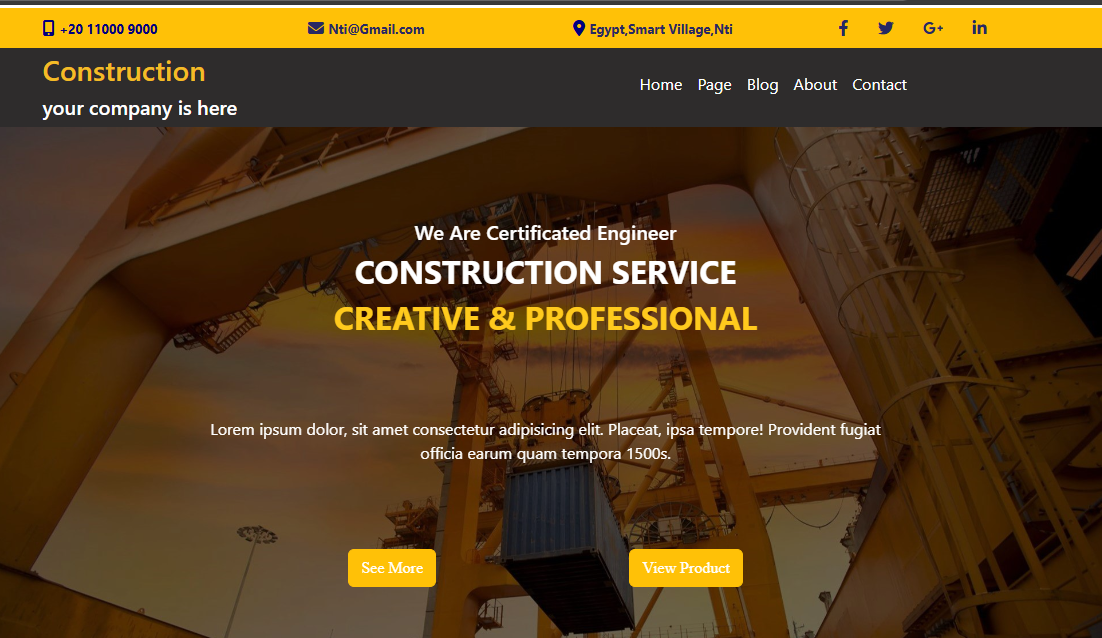 +20 11000 9000 Nti@Gmail.com Egypt,Smart Village,Nti
Construction
your company is here
Home Page Blog About Contact
We Are Certificated Engineer
CONSTRUCTION SERVICE
CREATIVE & PROFESSIONAL
Lorem ipsum dolor, sit amet consectetur adipisicing elit. Placeat, ipsa tempore! Provident fugiat
officia earum quam tempora 1500s.
See More View Product